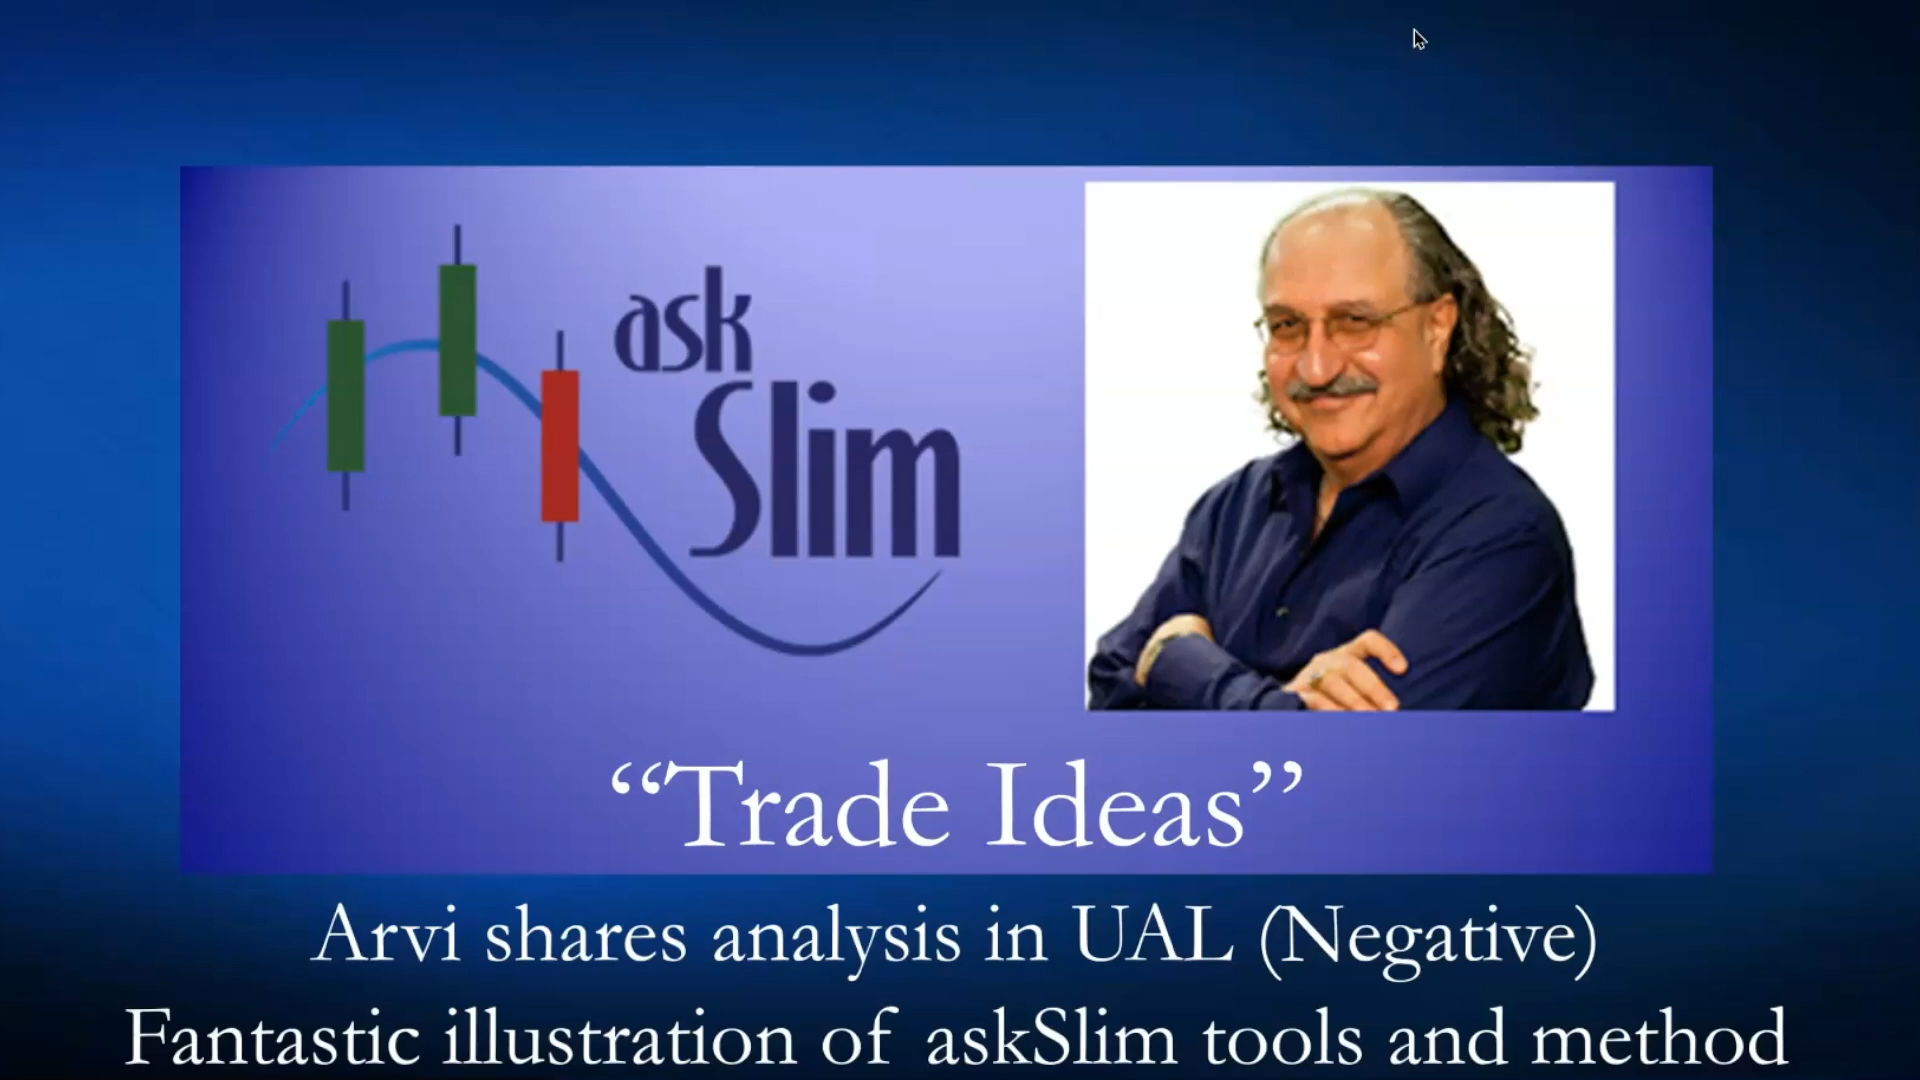 ask
Slim
“Trade Ideas”
Arvi shares analysis in UAL (Negative)
Fantastic illustration of askSlim tools and method